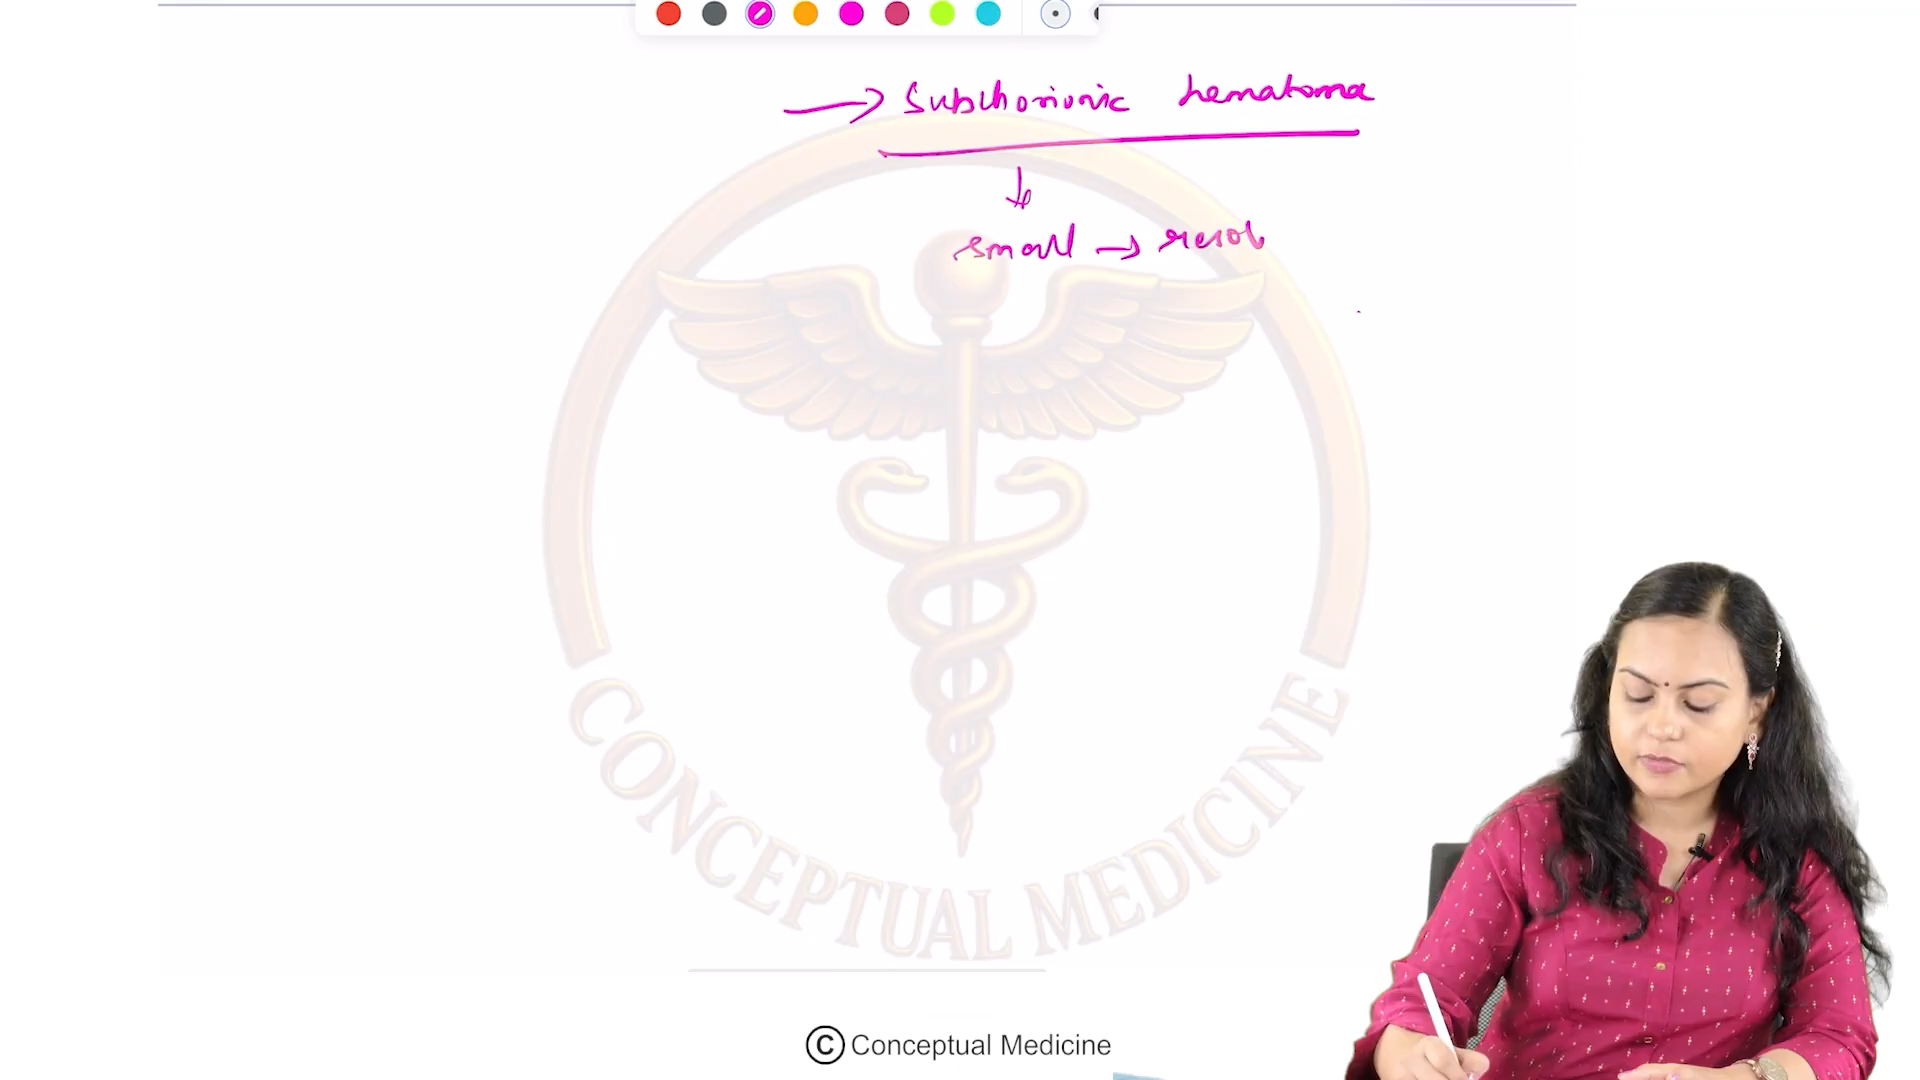 → Subchorionic hematoma
↓
small → resol
CONCEPTUAL MEDICINE
© Conceptual Medicine